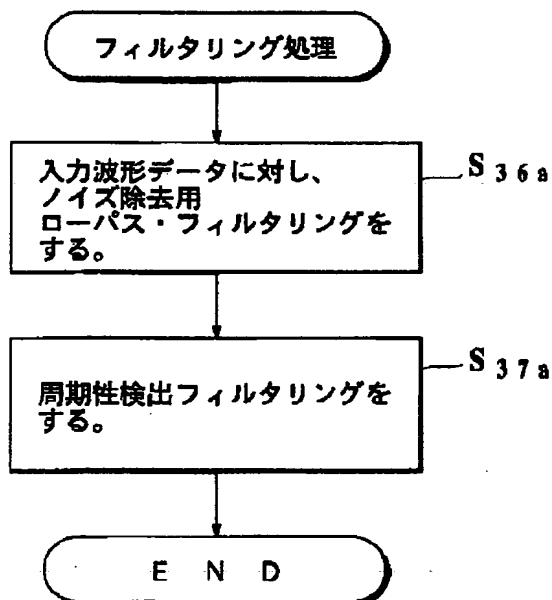 フィルタリング処理
入力波形データに対し、
ノイズ除去用
ローパス・フィルタリングを
する。
S36a
周期性検出フィルタリングを
する。
S37a
E N D